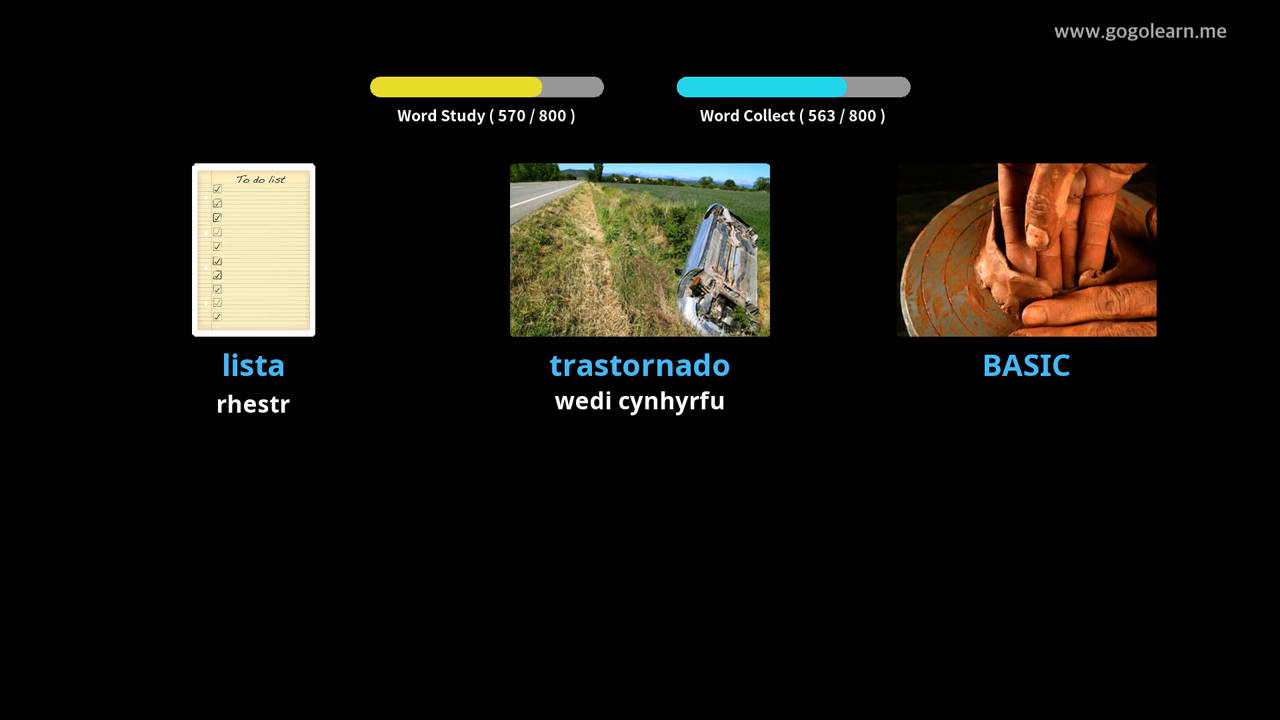 www.gogolearn.me
Word Study ( 570 / 800 )
Word Collect ( 563 / 800 )
To do list
lista
trastornado
BASIC
rhestr
wedi cynhyrfu